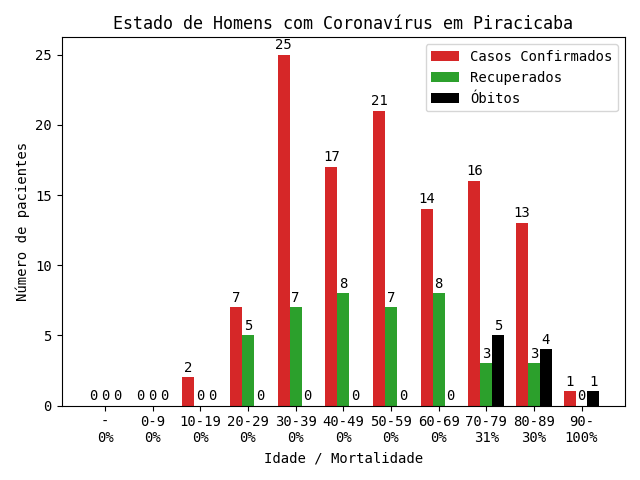 Estado de Homens com Coronavírus em Piracicaba
Casos Confirmados
Recuperados
Óbitos
Número de pacientes
25
20
15
10
5
0
0 0 0
0 0 0
2 0 0
7 5 0
25 7 0
17 8 0
21 7 0
14 8 0
16 3 5
13 3 4
1 0 1
- 0-9 10-19 20-29 30-39 40-49 50-59 60-69 70-79 80-89 90-
0% 0% 0% 0% 0% 0% 0% 0% 31% 30% 100%
Idade / Mortalidade